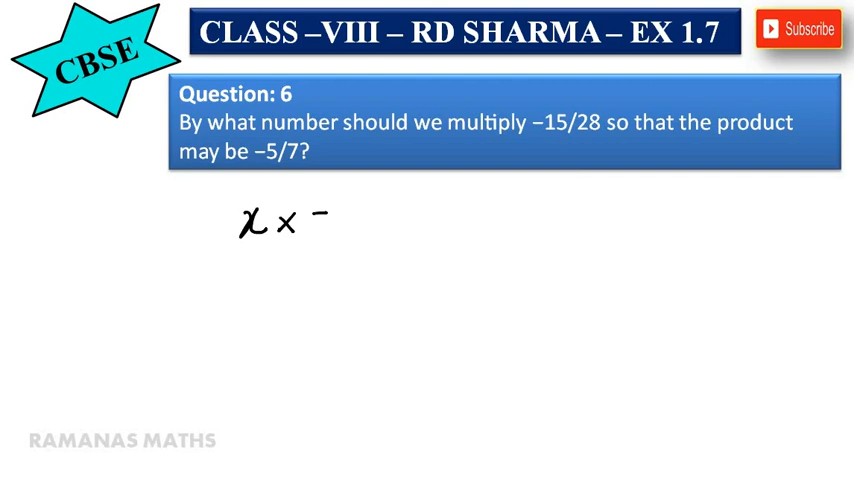 CBSE
CLASS –VIII – RD SHARMA – EX 1.7
Subscribe
Question: 6
By what number should we multiply −15/28 so that the product
may be −5/7?
x × -
RAMANAS MATHS